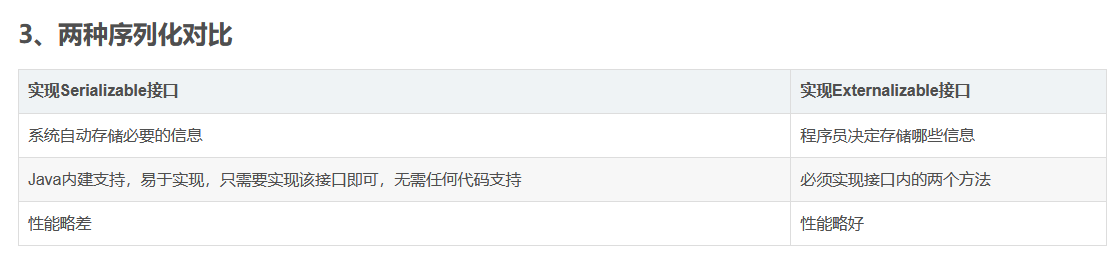 3、两种序列化对比
实现Serializable接口
实现Externalizable接口
系统自动存储必要的信息
程序员决定存储哪些信息
Java内建支持，易于实现，只需要实现该接口即可，无需任何代码支持
必须实现接口内的两个方法
性能略差
性能略好